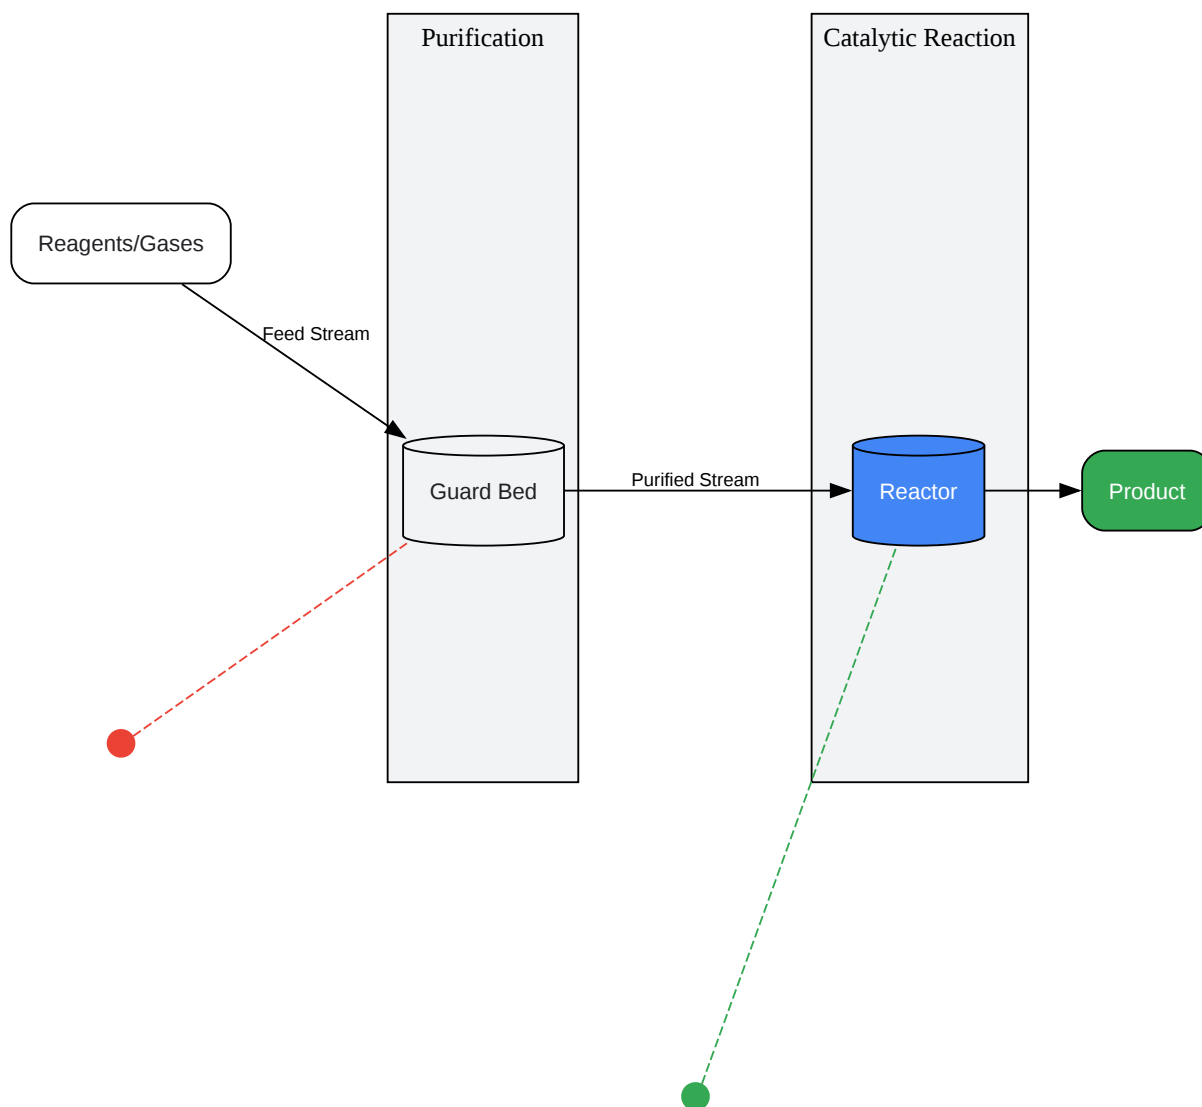 Purification
Catalytic Reaction
Reagents/Gases
Feed Stream
Guard Bed
Purified Stream
Reactor
Product